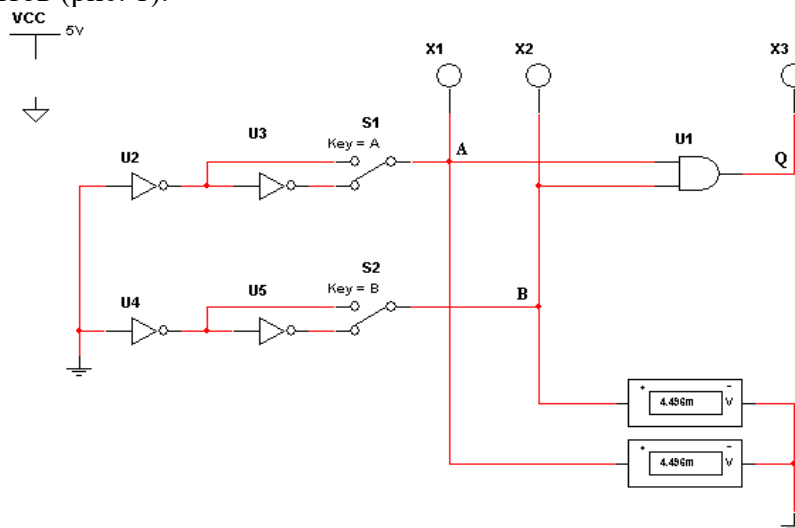 VCC
5V
X1
X2
X3
S1
U3
Key = A
A
U1
U2
Q
S2
U5
Key = B
B
U4
+
-
4.496m
V
+
-
4.496m
V